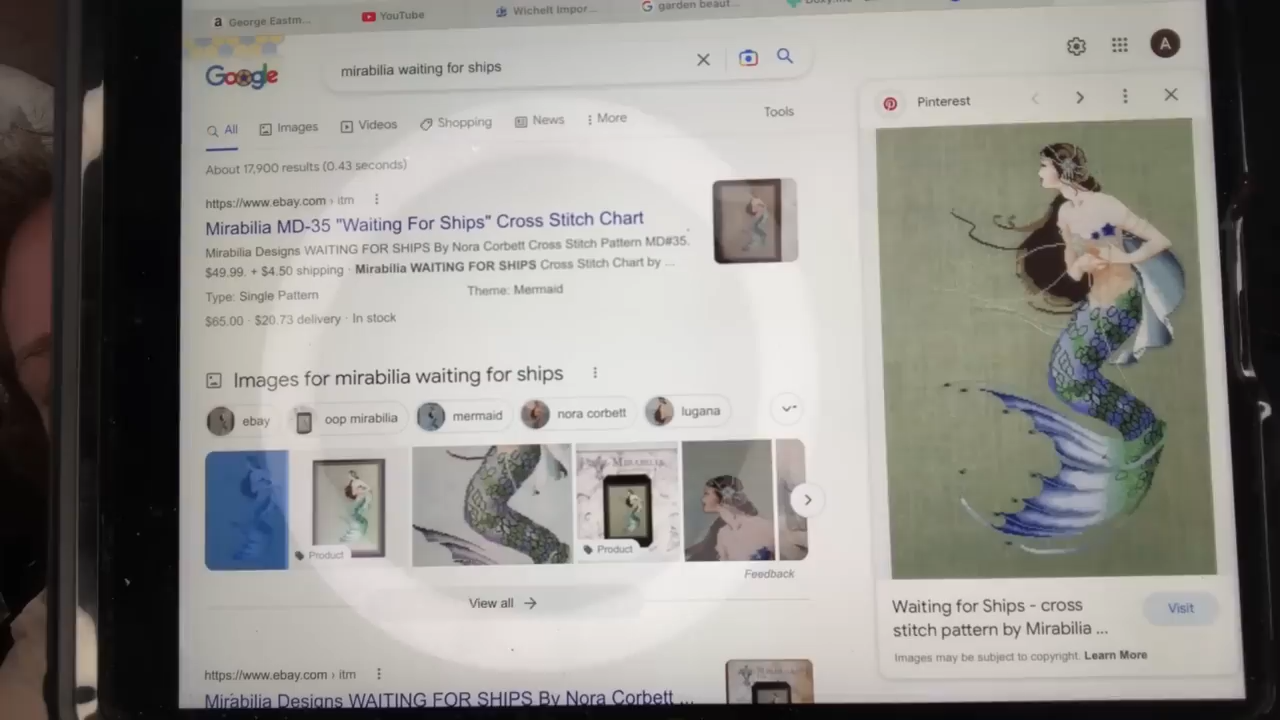 George Eastm...
YouTube
Wichelt Impor...
garden beaut...
Google
mirabilia waiting for ships
A
All
Images
Videos
Shopping
News
More
Tools
About 17,900 results (0.43 seconds)
https://www.ebay.com › itm
Mirabilia MD-35 "Waiting For Ships" Cross Stitch Chart
Mirabilia Designs WAITING FOR SHIPS By Nora Corbett Cross Stitch Pattern MD#35.
$49.99. + $4.50 shipping · Mirabilia WAITING FOR SHIPS Cross Stitch Chart by ...
Type: Single Pattern
Theme: Mermaid
$65.00 · $20.73 delivery · In stock
Images for mirabilia waiting for ships
ebay
oop mirabilia
mermaid
nora corbett
lugana
Product
Product
Feedback
View all
https://www.ebay.com › itm
Mirabilia Designs WAITING FOR SHIPS By Nora Corbett ...
Pinterest
Waiting for Ships - cross
stitch pattern by Mirabilia ...
Visit
Images may be subject to copyright. Learn More